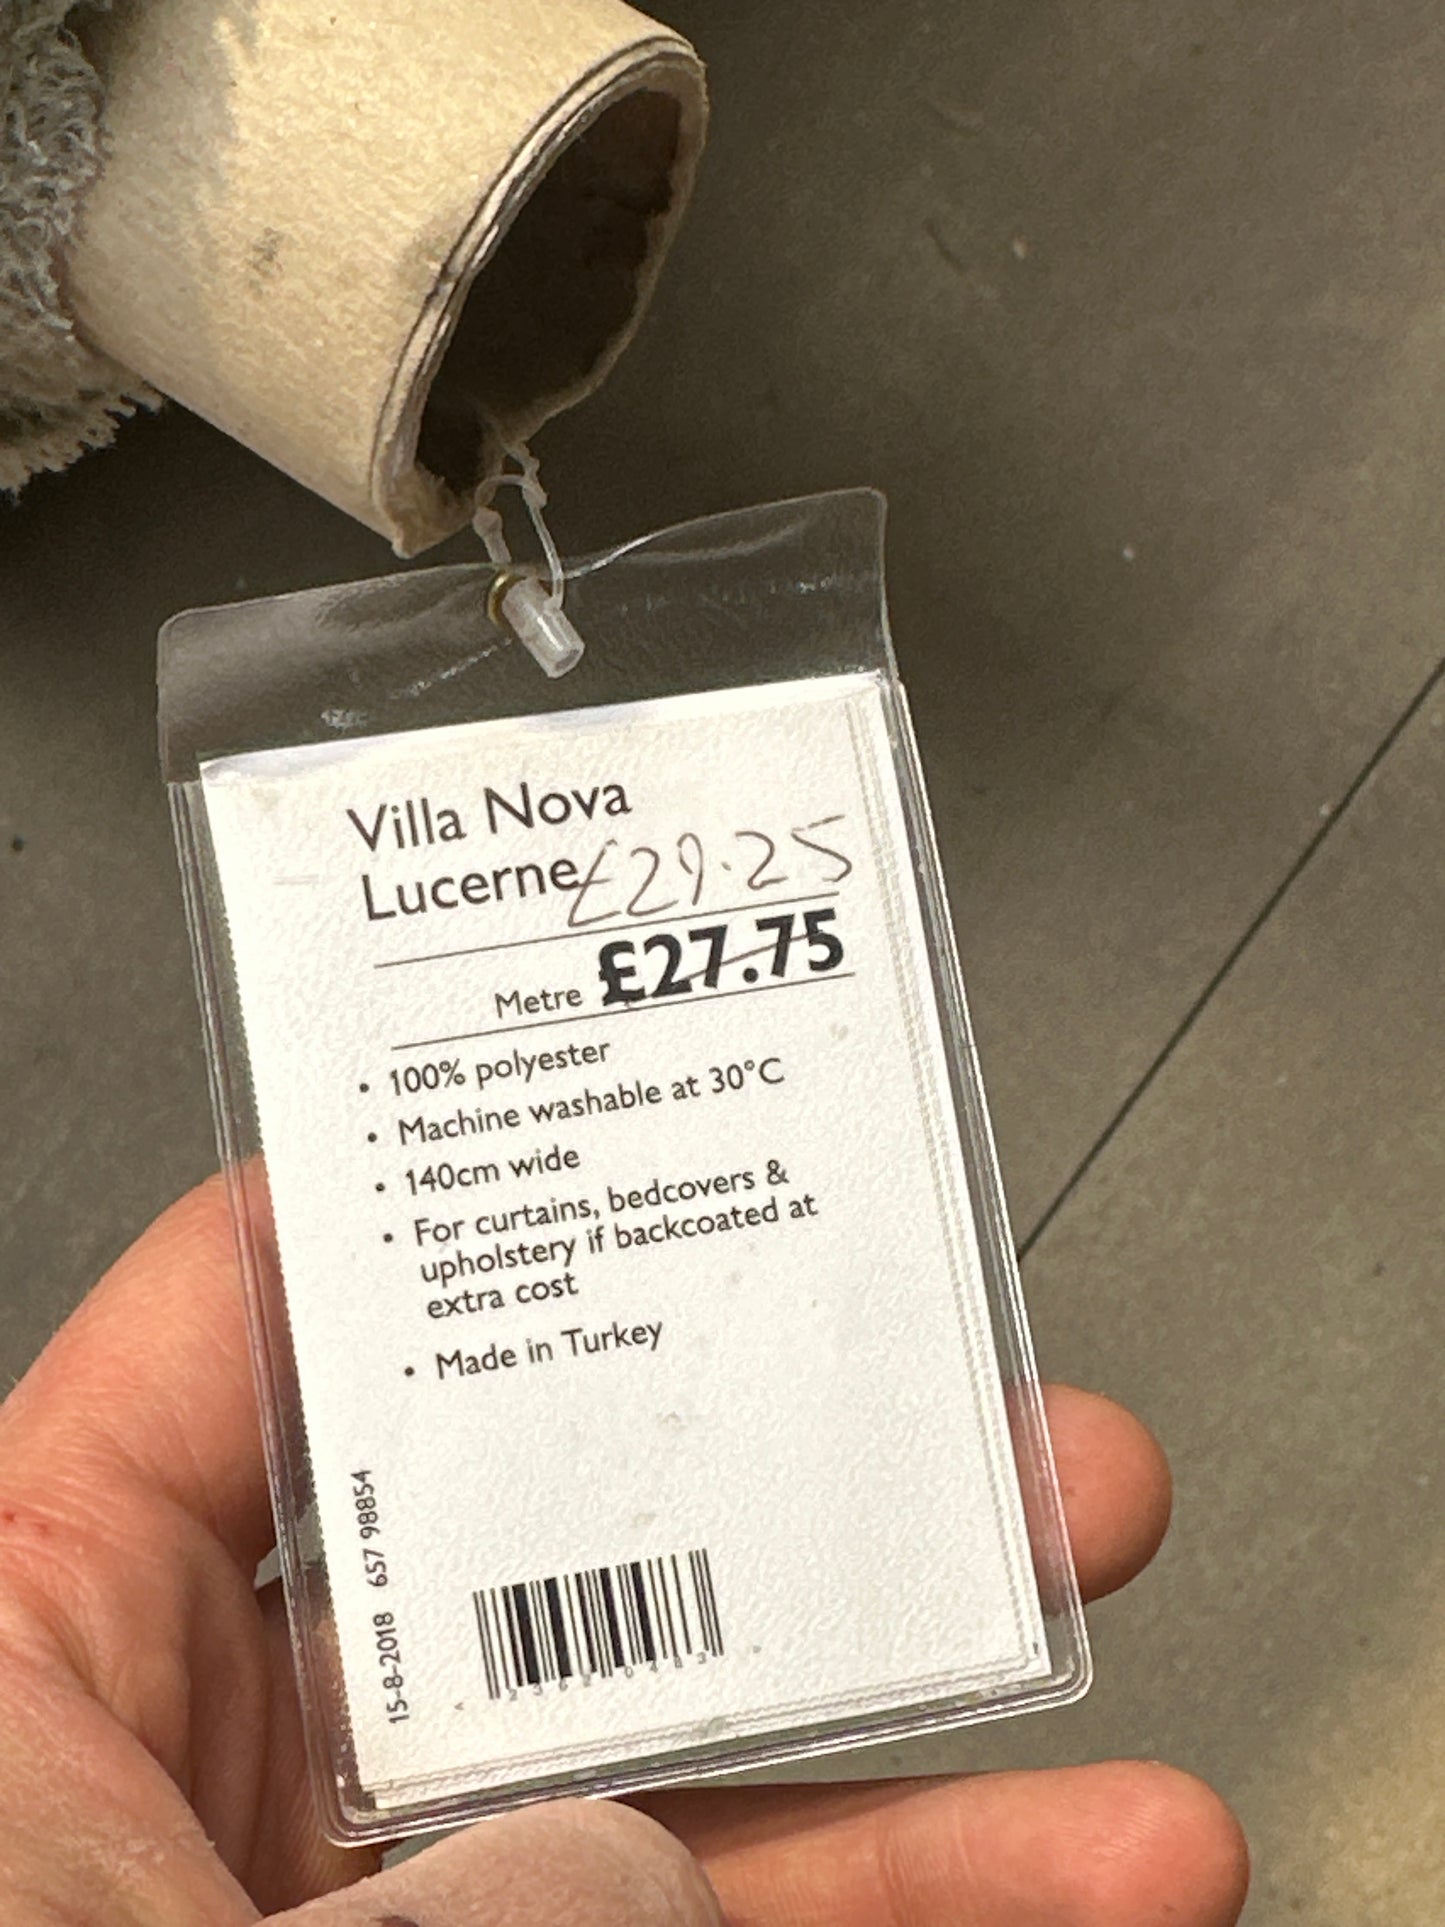 Villa Nova
Lucerne £29.25
Metre £27.75
• 100% polyester
• Machine washable at 30°C
• 140cm wide
• For curtains, bedcovers &
upholstery if backcoated at
extra cost
• Made in Turkey
15-8-2018 657 98854